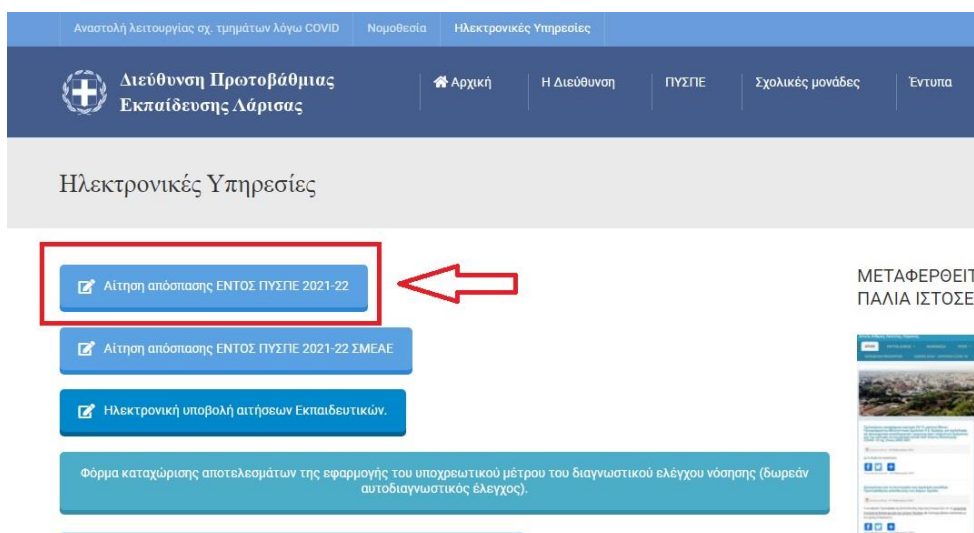 Αναστολή λειτουργίας σχ. τμημάτων λόγω COVID Νομοθεσία Ηλεκτρονικές Υπηρεσίες
Διεύθυνση Πρωτοβάθμιας
Εκπαίδευσης Λάρισας
Αρχική Η Διεύθυνση ΠΥΣΠΕ Σχολικές μονάδες Έντυπα
Ηλεκτρονικές Υπηρεσίες
Αίτηση απόσπασης ΕΝΤΟΣ ΠΥΣΠΕ 2021-22
ΜΕΤΑΦΕΡΘΕΙΤ
ΠΑΛΙΑ ΙΣΤΟΣΕ
Αίτηση απόσπασης ΕΝΤΟΣ ΠΥΣΠΕ 2021-22 ΣΜΕΑΕ
Ηλεκτρονική υποβολή αιτήσεων Εκπαιδευτικών.
Φόρμα καταχώρισης αποτελεσμάτων της εφαρμογής του υποχρεωτικού μέτρου του διαγνωστικού ελέγχου νόσησης (δωρεάν
αυτοδιαγνωστικός έλεγχος).